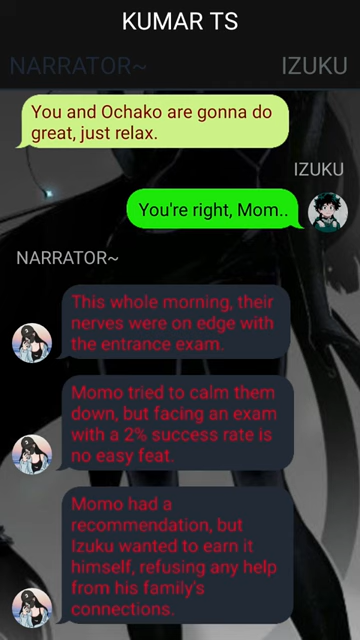 KUMAR TS
NARRATOR~ IZUKU
You and Ochako are gonna do
great, just relax.
IZUKU
You're right, Mom..
NARRATOR~
This whole morning, their
nerves were on edge with
the entrance exam.
Momo tried to calm them
down, but facing an exam
with a 2% success rate is
no easy feat.
Momo had a
recommendation, but
Izuku wanted to earn it
himself, refusing any help
from his family's
connections.